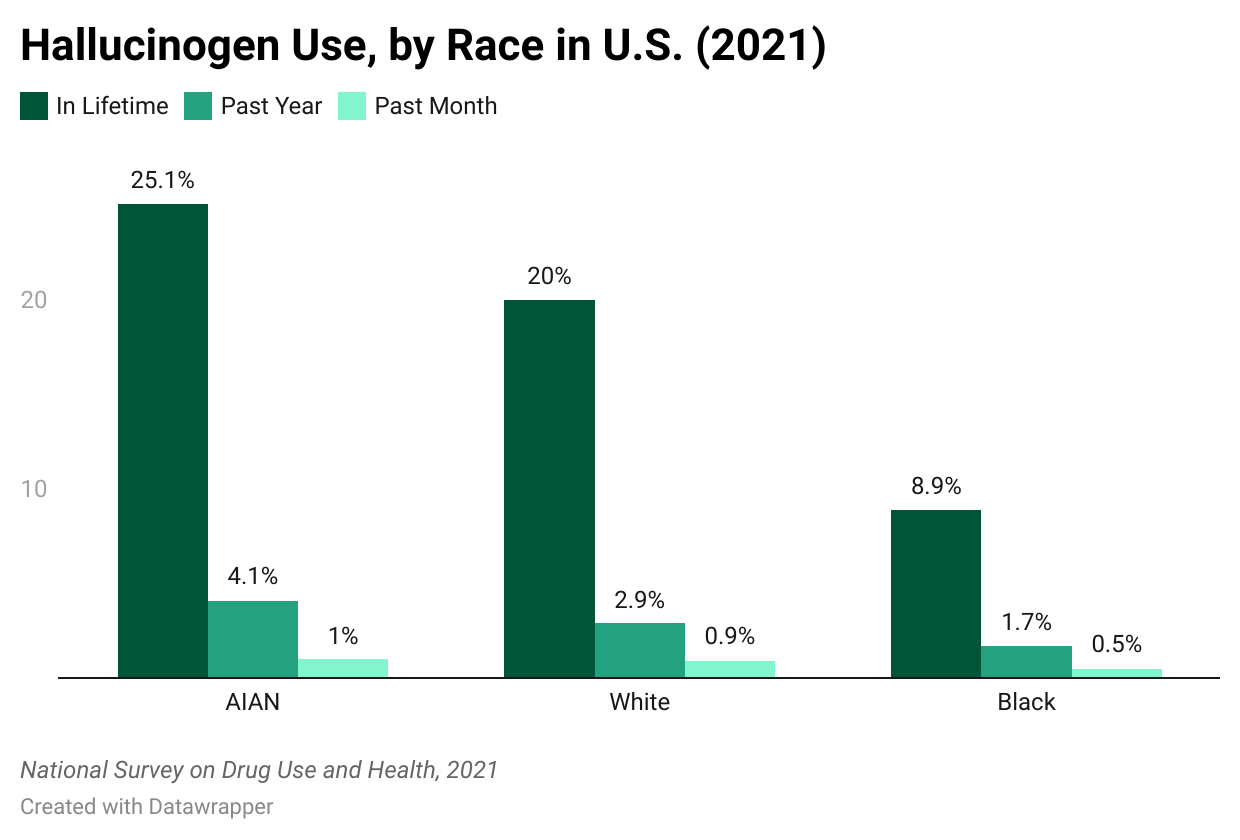 Hallucinogen Use, by Race in U.S. (2021)
In Lifetime Past Year Past Month
25.1%
20%
20
10
8.9%
4.1%
2.9%
1.7%
1%
0.9%
0.5%
AIAN White Black
National Survey on Drug Use and Health, 2021
Created with Datawrapper